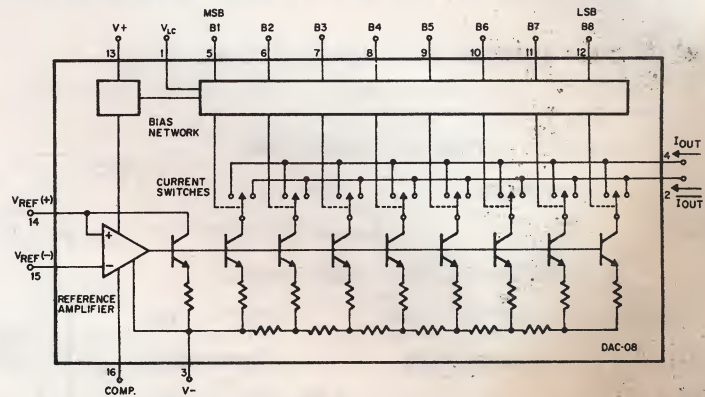 MSB LSB
V+ VLC B1 B2 B3 B4 B5 B6 B7 B8
13 1 5 6 7 8 9 10 11 12
BIAS
NETWORK
4 IOUT
CURRENT
SWITCHES
2 IOUT
VREF(+)
14
+
−
VREF(−)
15
REFERENCE
AMPLIFIER
DAC-08
16 3
COMP. V−